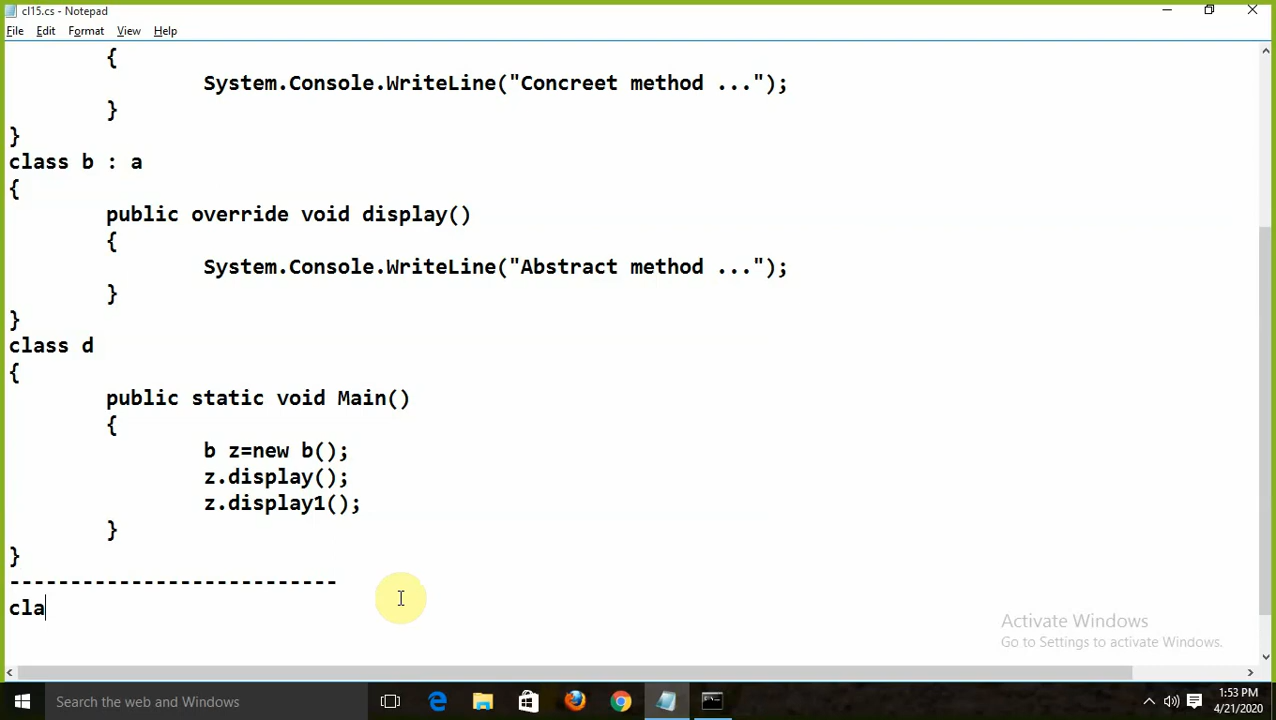 cl15.cs - Notepad
File Edit Format View Help
{
System.Console.WriteLine("Concreet method ...");
}
}
class b : a
{
public override void display()
{
System.Console.WriteLine("Abstract method ...");
}
}
class d
{
public static void Main()
{
b z=new b();
z.display();
z.display1();
}
}
---------------------------
cla
Activate Windows
Go to Settings to activate Windows.
Search the web and Windows
1:53 PM
4/21/2020